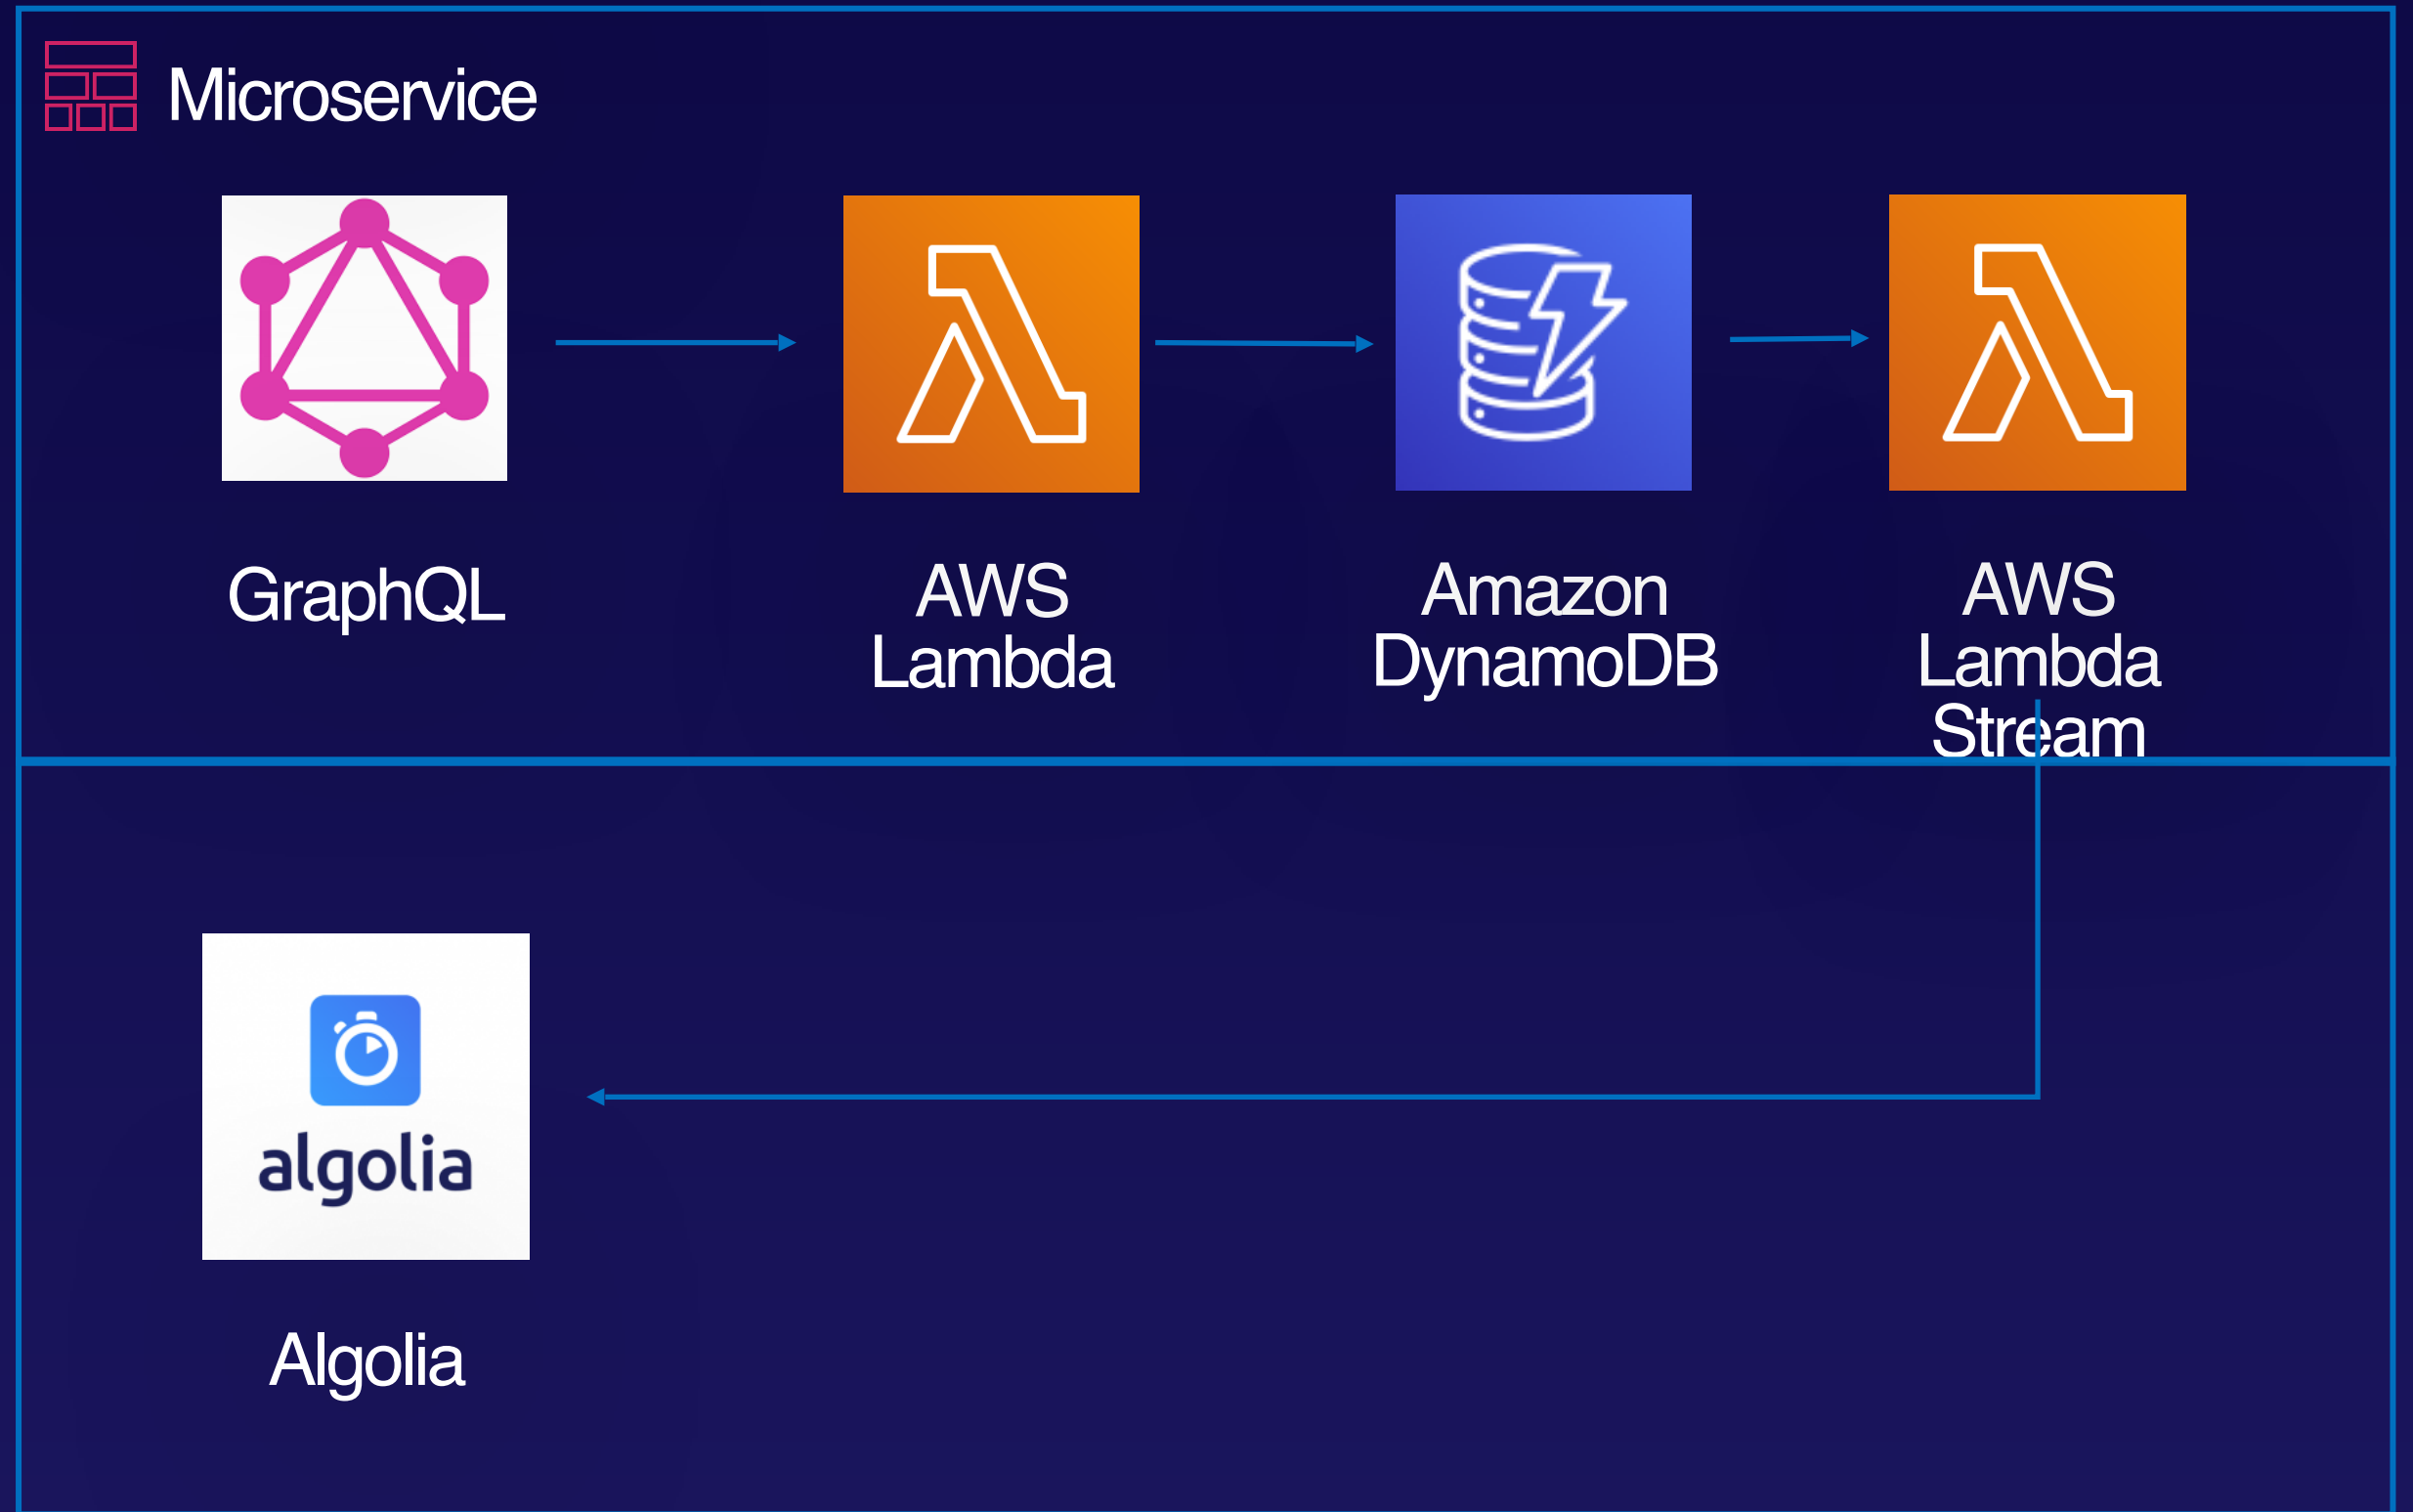 Microservice
GraphQL
AWS
Lambda
Amazon
DynamoDB
AWS
Lambda
Stream
algolia
Algolia